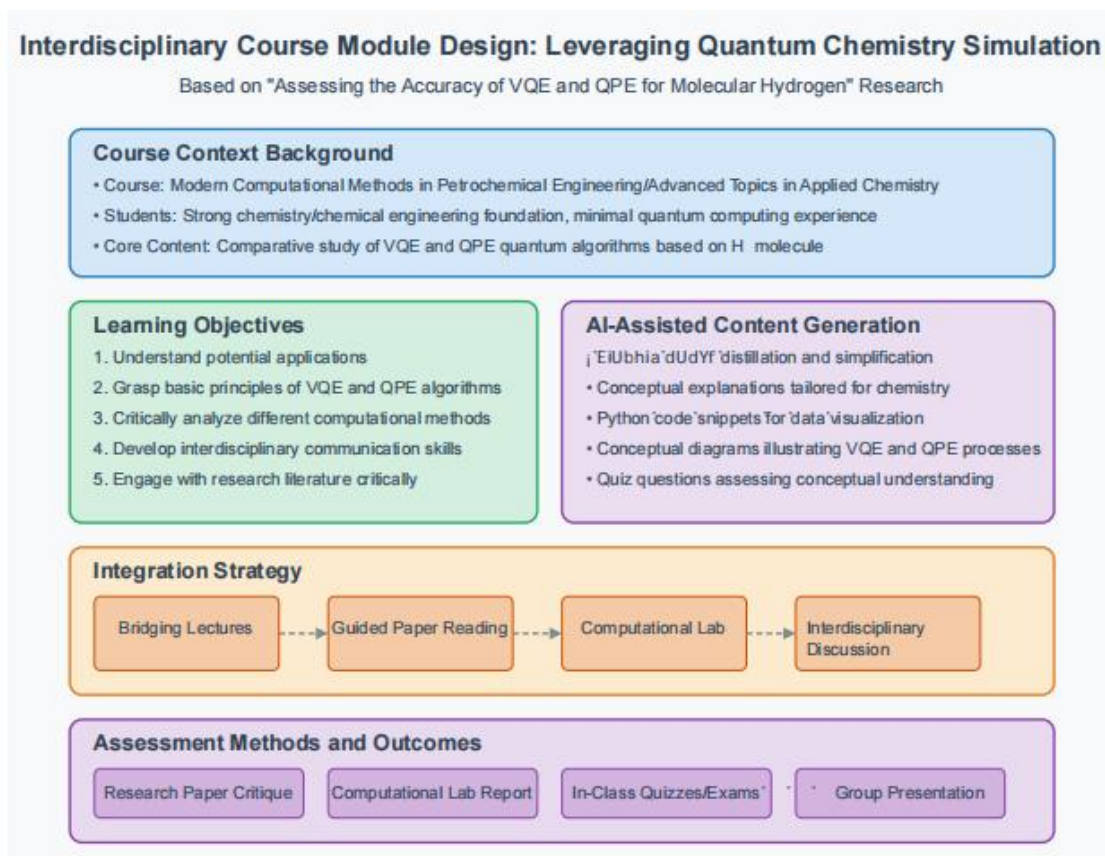 Interdisciplinary Course Module Design: Leveraging Quantum Chemistry Simulation
Based on "Assessing the Accuracy of VQE and QPE for Molecular Hydrogen" Research
Course Context Background
• Course: Modern Computational Methods in Petrochemical Engineering/Advanced Topics in Applied Chemistry
• Students: Strong chemistry/chemical engineering foundation, minimal quantum computing experience
• Core Content: Comparative study of VQE and QPE quantum algorithms based on H molecule
Learning Objectives
1. Understand potential applications
2. Grasp basic principles of VQE and QPE algorithms
3. Critically analyze different computational methods
4. Develop interdisciplinary communication skills
5. Engage with research literature critically
AI-Assisted Content Generation
distillation and simplification
• Conceptual explanations tailored for chemistry
• Python code snippets for data visualization
• Conceptual diagrams illustrating VQE and QPE processes
• Quiz questions assessing conceptual understanding
Integration Strategy
Bridging Lectures
Guided Paper Reading
Computational Lab
Interdisciplinary
Discussion
Assessment Methods and Outcomes
Research Paper Critique
Computational Lab Report
In-Class Quizzes/Exams
Group Presentation